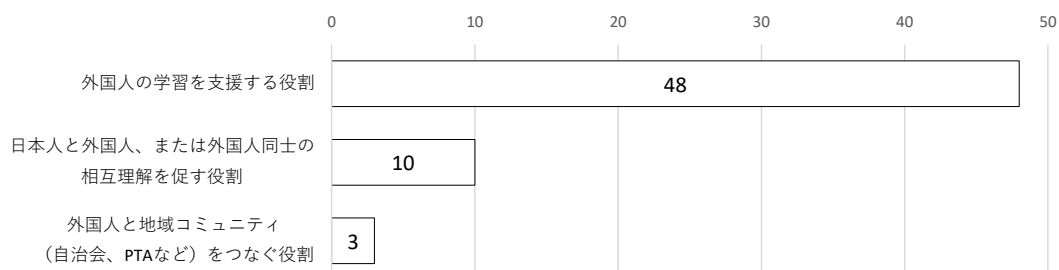 0 10 20 30 40 50
外国人の学習を支援する役割
48
日本人と外国人、または外国人同士の
相互理解を促す役割
10
外国人と地域コミュニティ
（自治会、PTAなど）をつなぐ役割
3